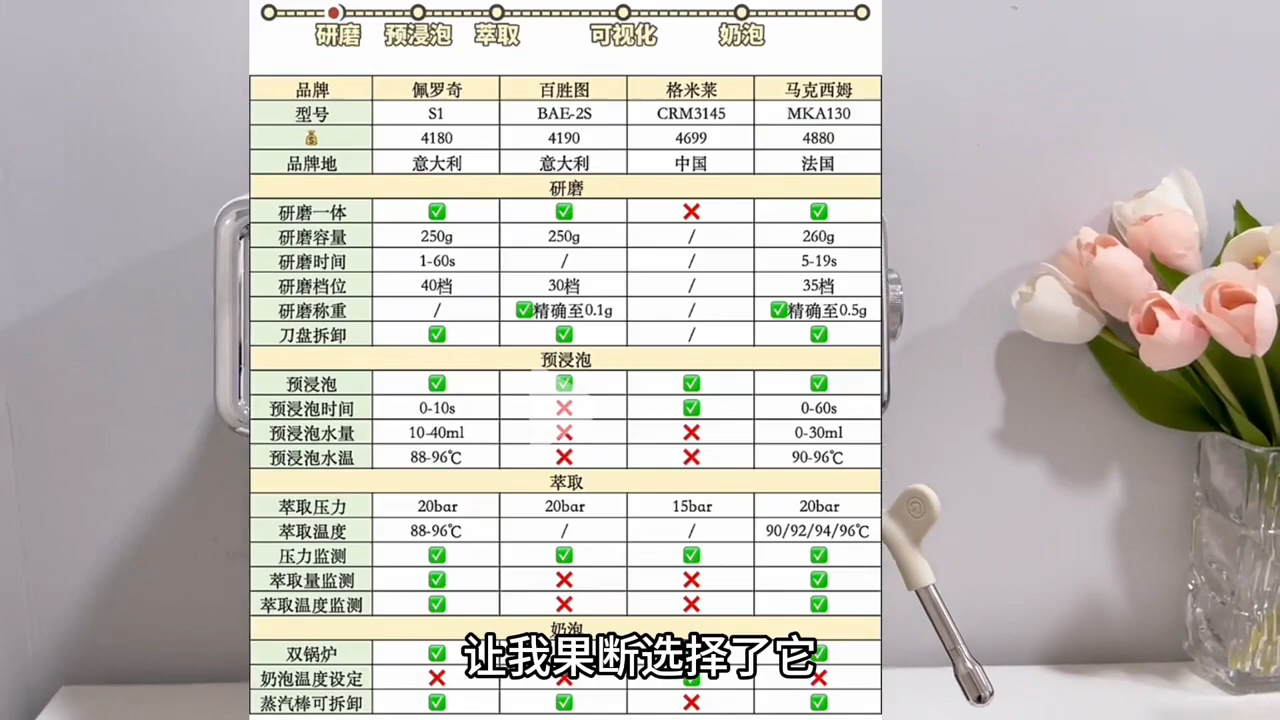 研磨 预浸泡 萃取 可视化 奶泡
品牌 佩罗奇 百胜图 格米莱 马克西姆
型号 S1 BAE-2S CRM3145 MKA130
4180 4190 4699 4880
品牌地 意大利 意大利 中国 法国
研磨
研磨一体 ✅ ✅ ❌ ✅
研磨容量 250g 250g / 260g
研磨时间 1-60s / / 5-19s
研磨档位 40档 30档 / 35档
研磨称重 / ✅精确至0.1g / ✅精确至0.5g
刀盘拆卸 ✅ ✅ / ✅
预浸泡
预浸泡 ✅ ✅ ✅ ✅
预浸泡时间 0-10s ❌ ✅ 0-60s
预浸泡水量 10-40ml ❌ ❌ 0-30ml
预浸泡水温 88-96℃ ❌ ❌ 90-96℃
萃取
萃取压力 20bar 20bar 15bar 20bar
萃取温度 88-96℃ / / 90/92/94/96℃
压力监测 ✅ ✅ ✅ ✅
萃取量监测 ✅ ❌ ❌ ✅
萃取温度监测 ✅ ❌ ❌ ✅
奶泡
双锅炉 ✅ ✅
让我果断选择了它
奶泡温度设定 ❌ ❌ ✅ ❌
蒸汽棒可拆卸 ✅ ✅ ❌ ✅